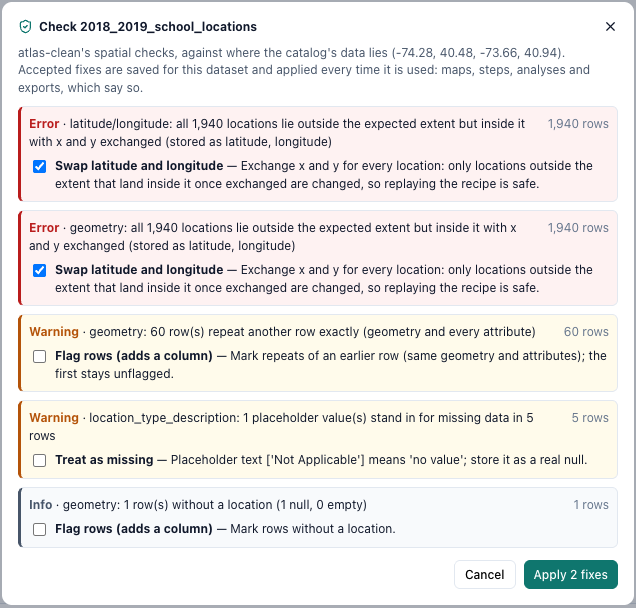 Check 2018_2019_school_locations
atlas-clean's spatial checks, against where the catalog's data lies (-74.28, 40.48, -73.66, 40.94).
Accepted fixes are saved for this dataset and applied every time it is used: maps, steps, analyses and
exports, which say so.
Error · latitude/longitude: all 1,940 locations lie outside the expected extent but inside it 1,940 rows
with x and y exchanged (stored as latitude, longitude)
Swap latitude and longitude — Exchange x and y for every location: only locations outside the
extent that land inside it once exchanged are changed, so replaying the recipe is safe.
Error · geometry: all 1,940 locations lie outside the expected extent but inside it with x 1,940 rows
and y exchanged (stored as latitude, longitude)
Swap latitude and longitude — Exchange x and y for every location: only locations outside the
extent that land inside it once exchanged are changed, so replaying the recipe is safe.
Warning · geometry: 60 row(s) repeat another row exactly (geometry and every attribute) 60 rows
Flag rows (adds a column) — Mark repeats of an earlier row (same geometry and attributes); the
first stays unflagged.
Warning · location_type_description: 1 placeholder value(s) stand in for missing data in 5 5 rows
rows
Treat as missing — Placeholder text ['Not Applicable'] means 'no value'; store it as a real null.
Info · geometry: 1 row(s) without a location (1 null, 0 empty) 1 rows
Flag rows (adds a column) — Mark rows without a location.
Cancel Apply 2 fixes